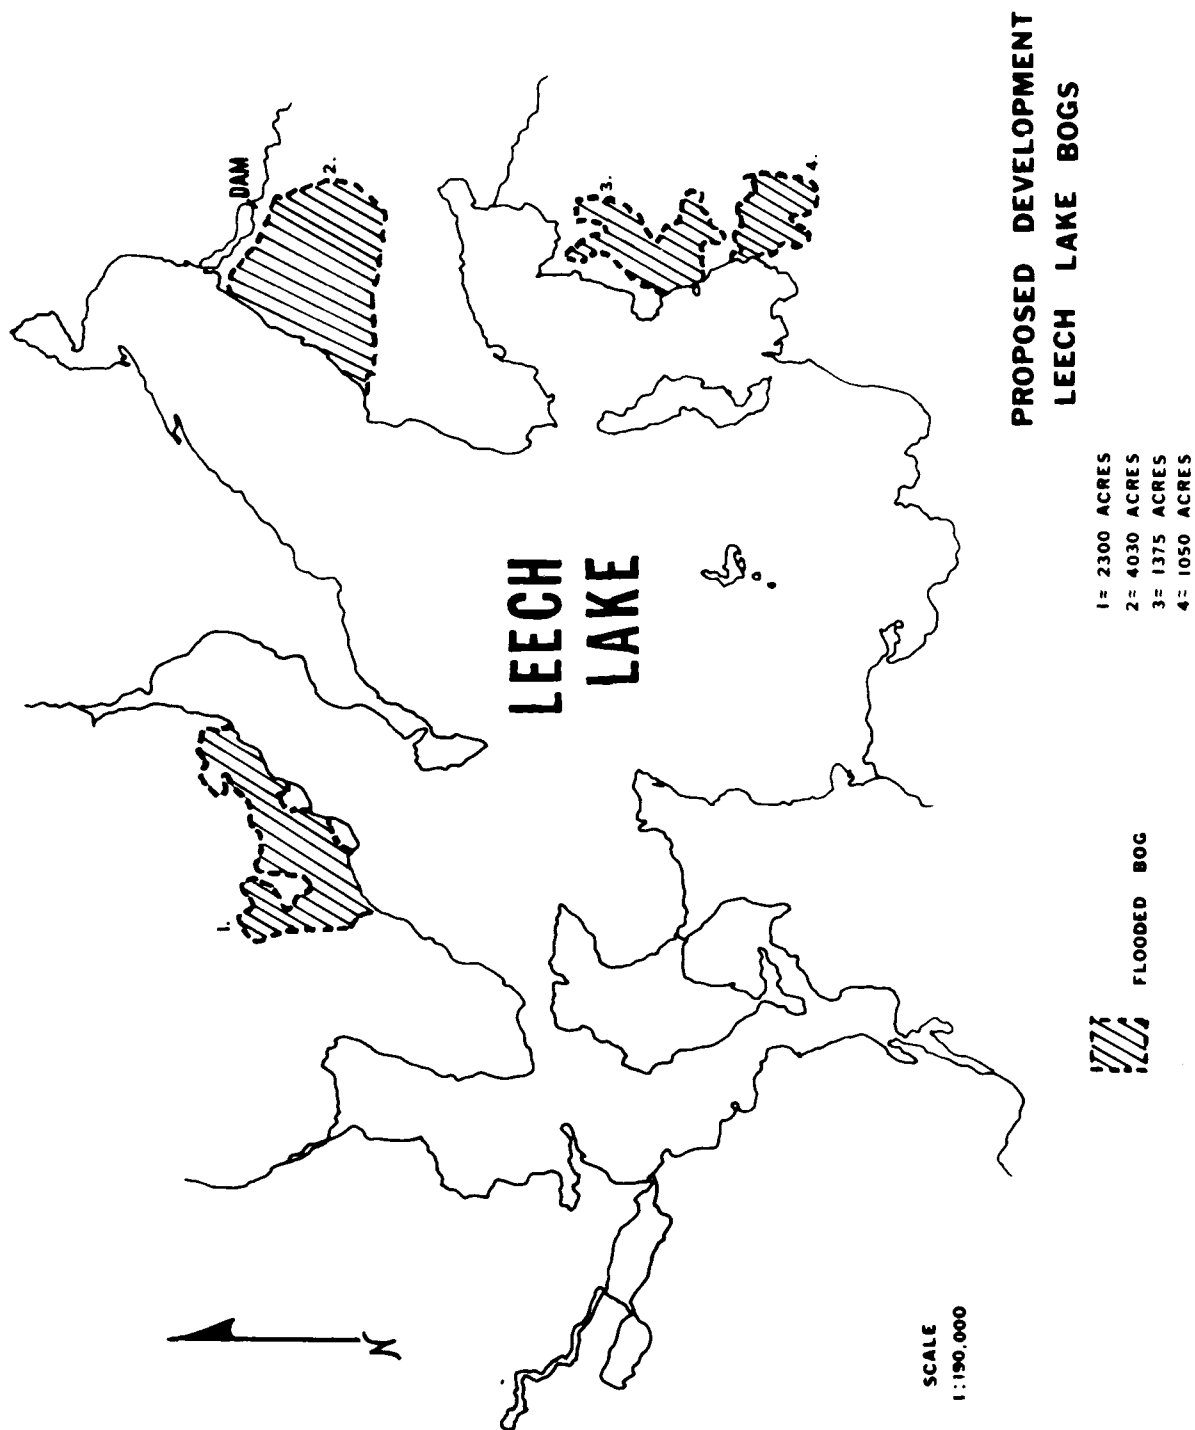 DAM
2.
1.
3.
4.
LEECH
LAKE
N
SCALE
1:190,000
FLOODED BOG
1= 2300 ACRES
2= 4030 ACRES
3= 1375 ACRES
4= 1050 ACRES
PROPOSED DEVELOPMENT
LEECH LAKE BOGS